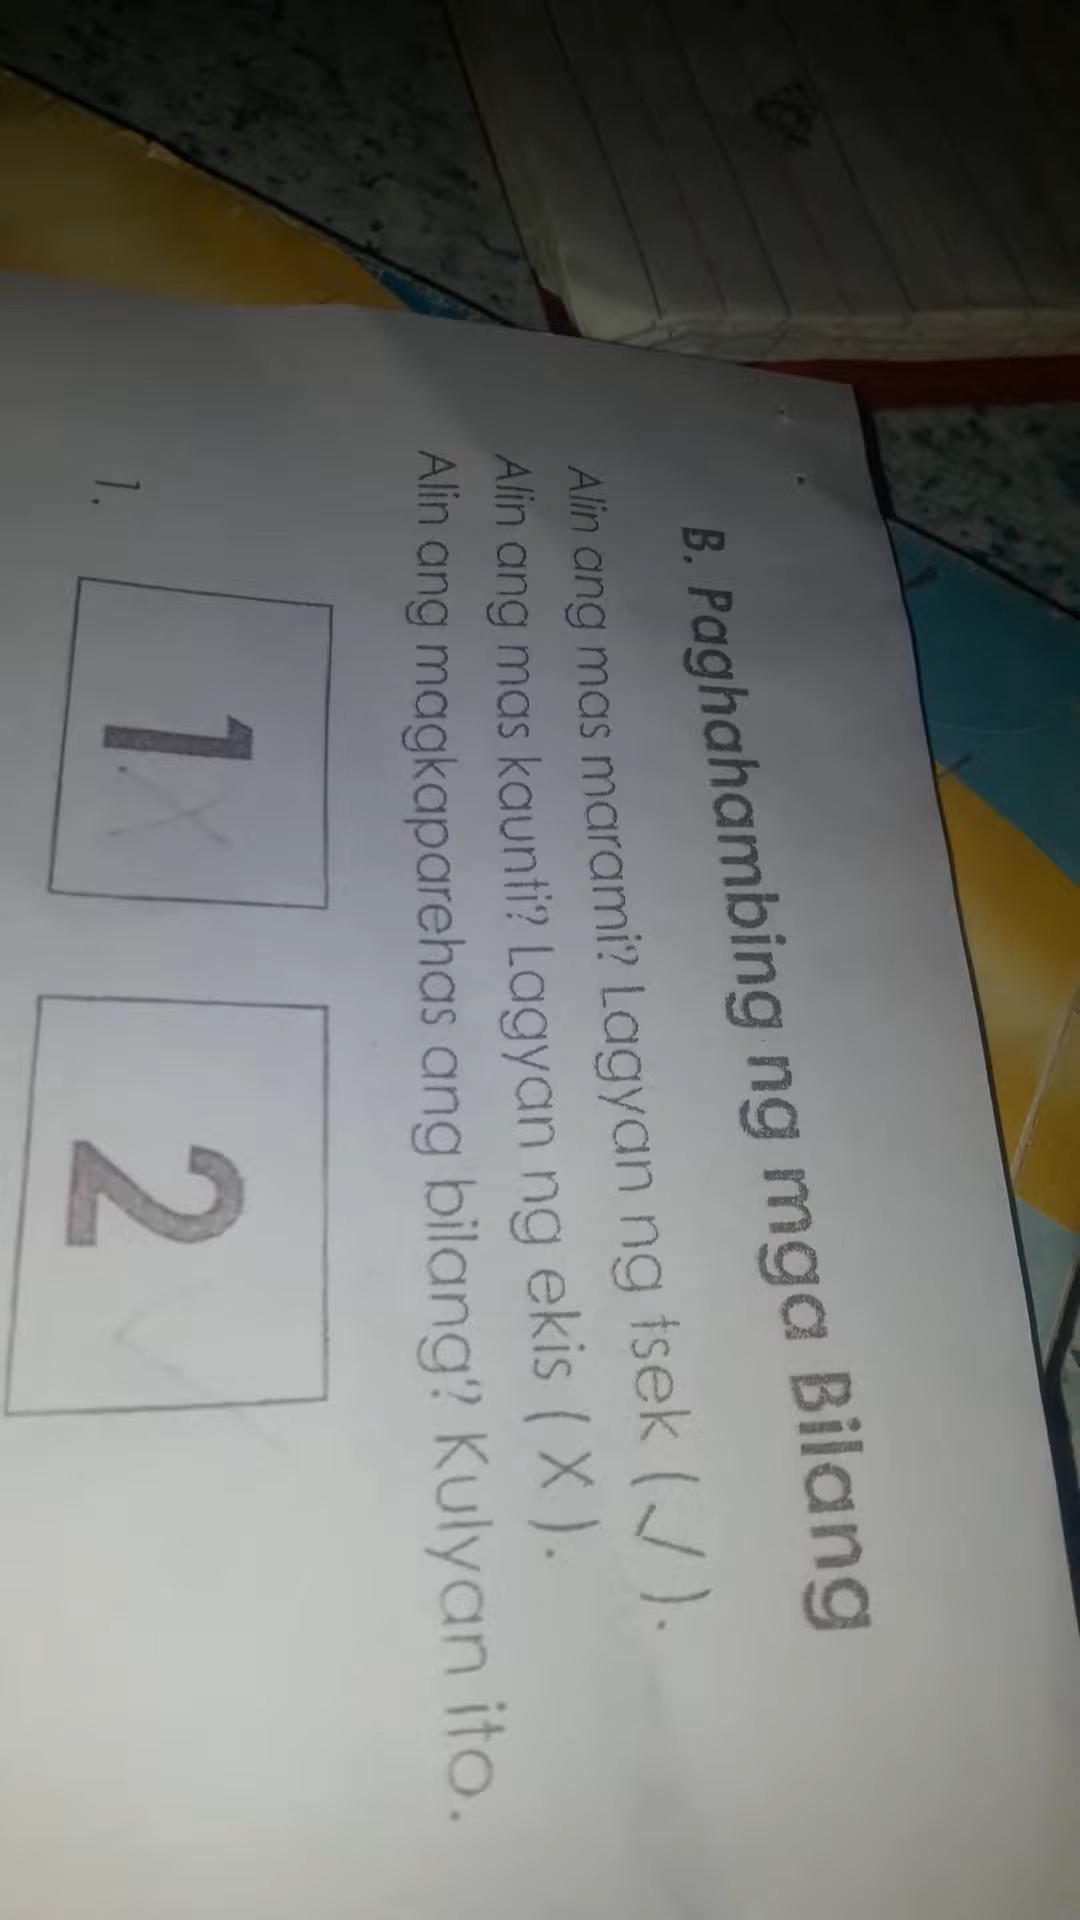 B. Paghahambing ng mga Bilang
Alin ang mas marami? Lagyan ng tsek ( ✓ ).
Alin ang mas kaunti? Lagyan ng ekis ( X ).
Alin ang magkaparehas ang bilang? Kulyan ito.
1. 1 X 2 ✓